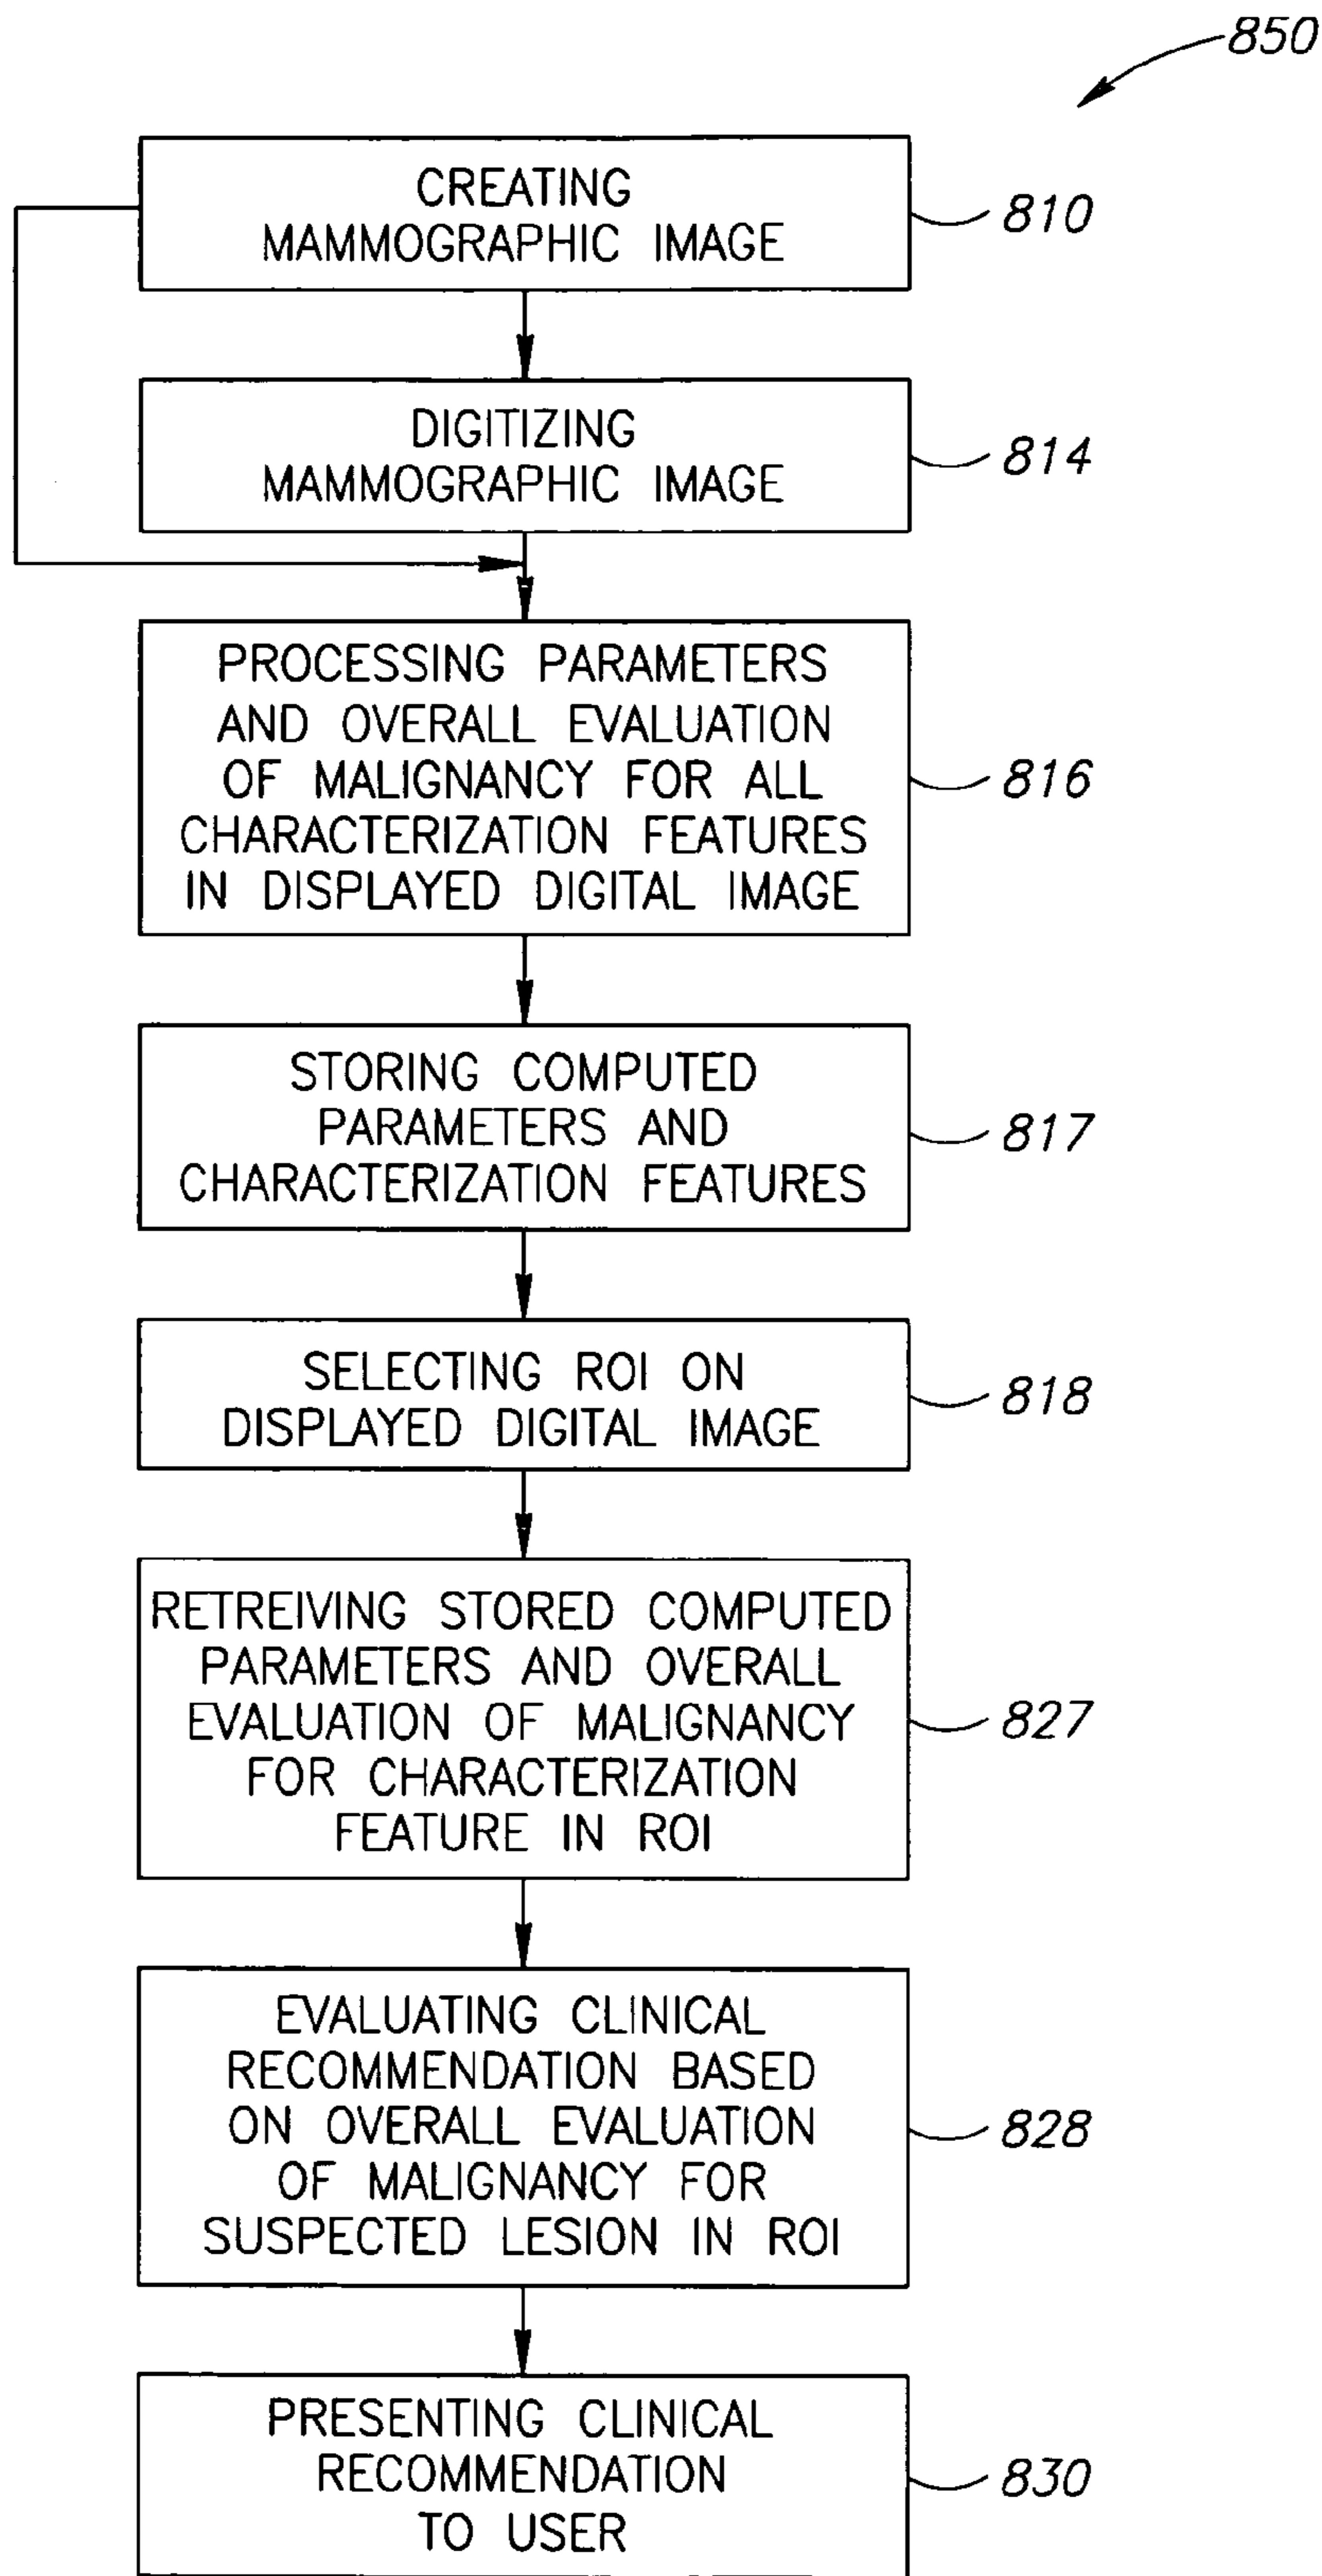 850
CREATING
MAMMOGRAPHIC IMAGE
810
DIGITIZING
MAMMOGRAPHIC IMAGE
814
PROCESSING PARAMETERS
AND OVERALL EVALUATION
OF MALIGNANCY FOR ALL
CHARACTERIZATION FEATURES
IN DISPLAYED DIGITAL IMAGE
816
STORING COMPUTED
PARAMETERS AND
CHARACTERIZATION FEATURES
817
SELECTING ROI ON
DISPLAYED DIGITAL IMAGE
818
RETREIVING STORED COMPUTED
PARAMETERS AND OVERALL
EVALUATION OF MALIGNANCY
FOR CHARACTERIZATION
FEATURE IN ROI
827
EVALUATING CLINICAL
RECOMMENDATION BASED
ON OVERALL EVALUATION
OF MALIGNANCY FOR
SUSPECTED LESION IN ROI
828
PRESENTING CLINICAL
RECOMMENDATION
TO USER
830